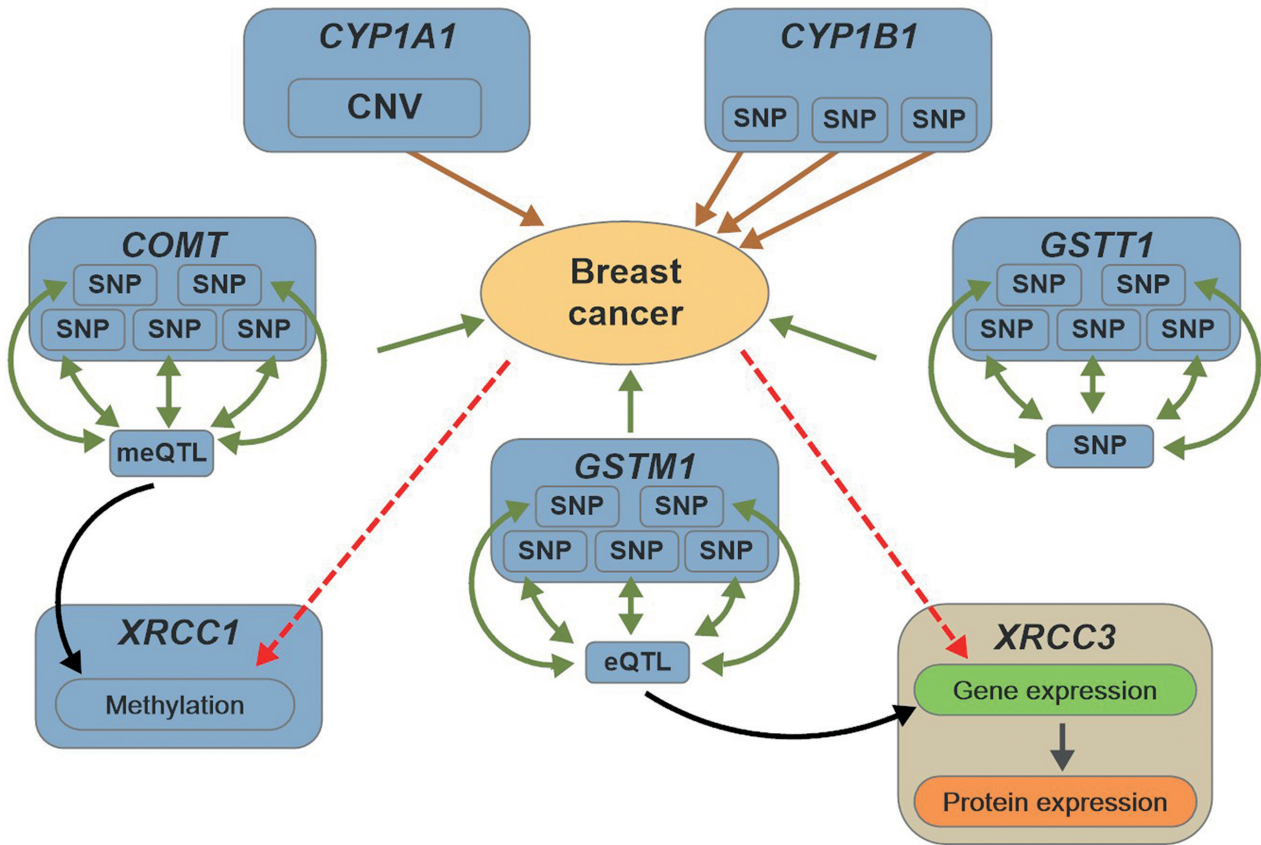 CYP1A1
CNV
CYP1B1
SNP SNP SNP
COMT
SNP SNP
SNP SNP SNP
meQTL
Breast
cancer
GSTT1
SNP SNP
SNP SNP SNP
SNP
GSTM1
SNP SNP
SNP SNP SNP
eQTL
XRCC1
Methylation
XRCC3
Gene expression
Protein expression